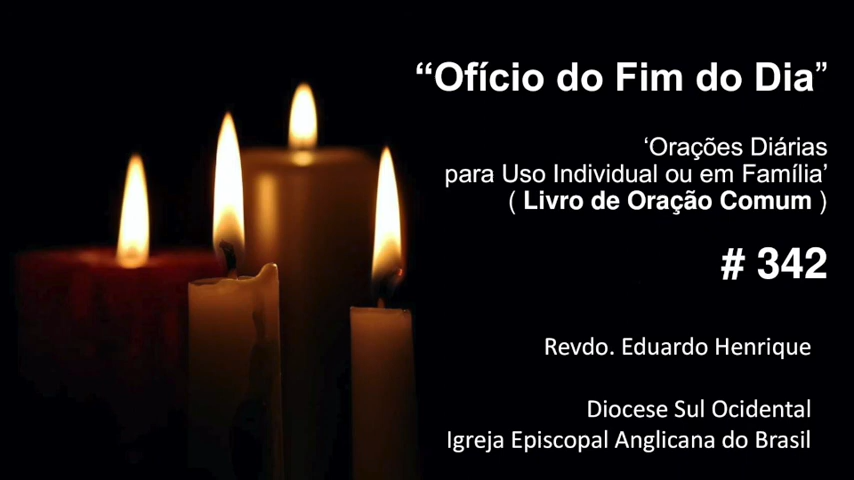 “Ofício do Fim do Dia”
‘Orações Diárias
para Uso Individual ou em Família’
( Livro de Oração Comum )
# 342
Revdo. Eduardo Henrique
Diocese Sul Ocidental
Igreja Episcopal Anglicana do Brasil